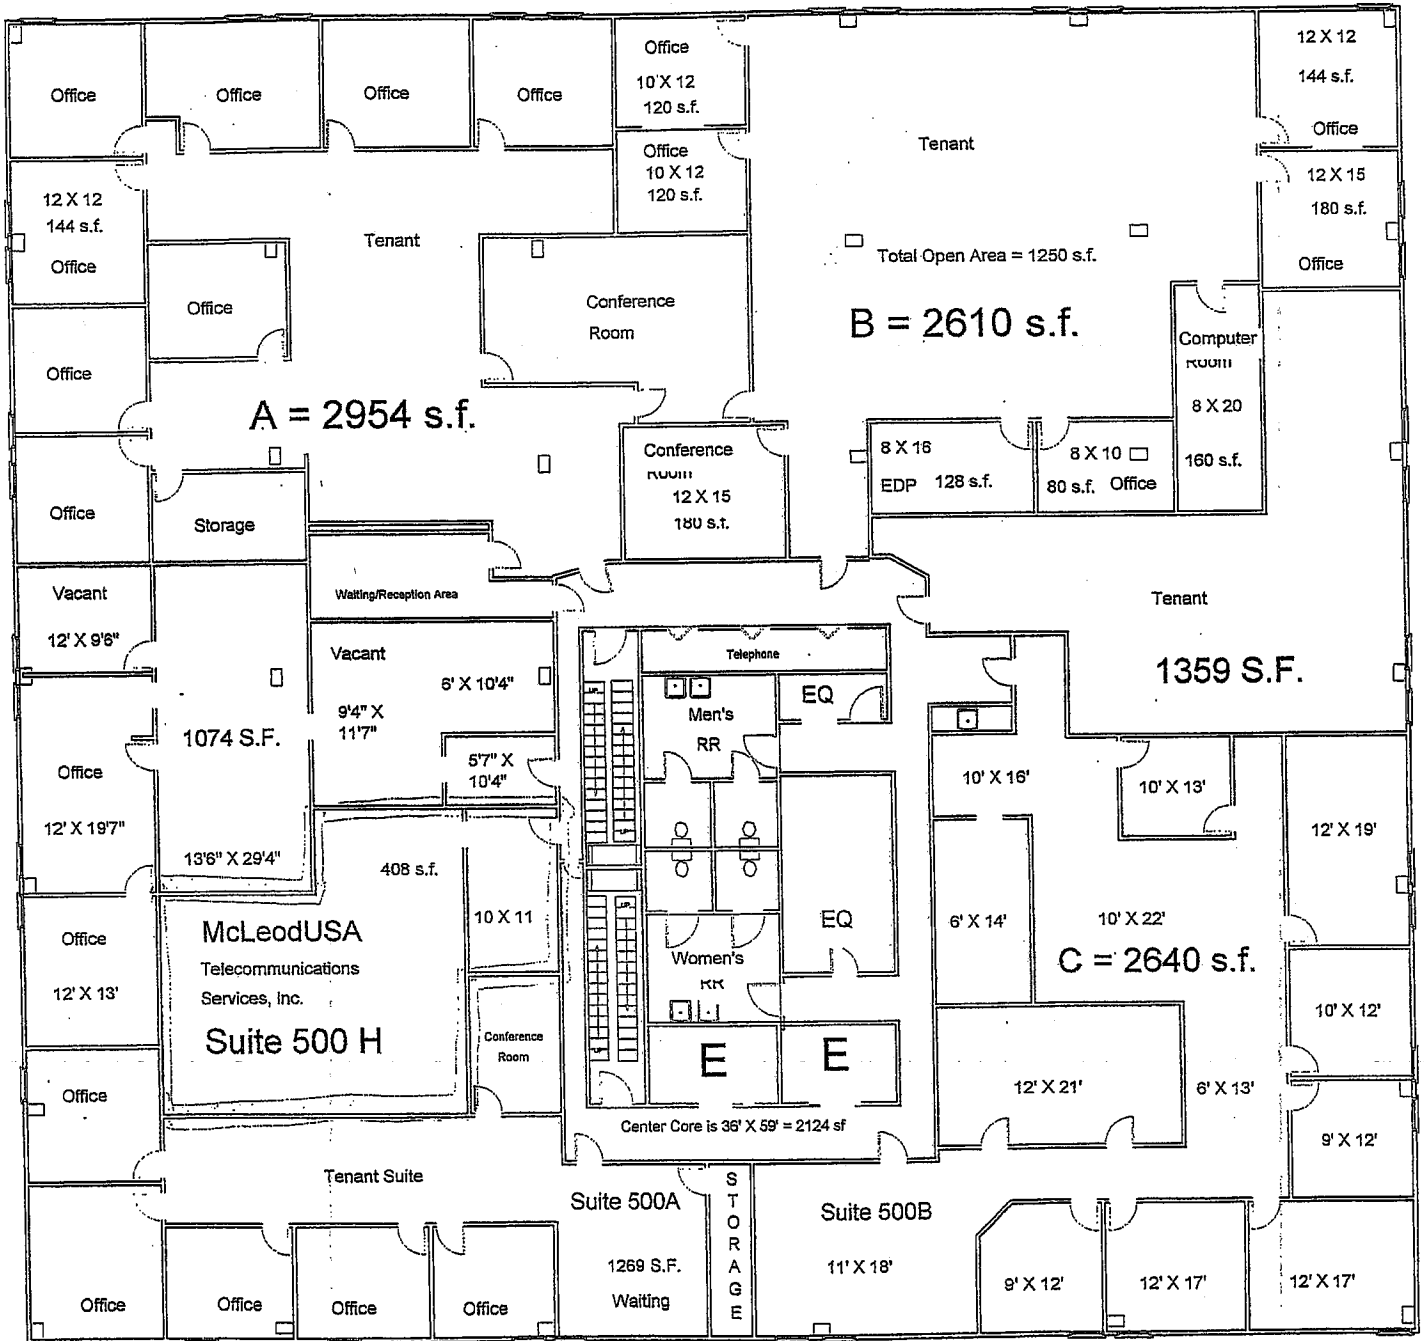 Office
Office
Office
Office
Office
10 X 12
120 s.f.
Office
10 X 12
120 s.f.
Tenant
12 X 12
144 s.f.
Office
12 X 15
180 s.f.
Office
12 X 12
144 s.f.
Office
Tenant
Office
Conference
Room
Total Open Area = 1250 s.f.
B = 2610 s.f.
Computer
Room
8 X 20
160 s.f.
Office
A = 2954 s.f.
Conference
Room
12 X 15
180 s.f.
8 X 16
EDP 128 s.f.
8 X 10
80 s.f. Office
Office
Storage
Vacant
12' X 9'6"
Waiting/Reception Area
Tenant
1359 S.F.
Vacant
6' X 10'4"
9'4" X
11'7"
5'7" X
10'4"
1074 S.F.
13'6" X 29'4"
Telephone
UP
Men's
RR
EQ
Office
12' X 19'7"
10' X 16'
10' X 13'
12' X 19'
408 s.f.
10 X 11
McLeodUSA
Telecommunications
Services, Inc.
Suite 500 H
Office
12' X 13'
UP
UP
EQ
6' X 14'
10' X 22'
C = 2640 s.f.
Women's
RR
10' X 12'
Conference
Room
UP
E
E
12' X 21'
6' X 13'
9' X 12'
Office
Center Core is 36' X 59' = 2124 sf
Tenant Suite
Suite 500A
1269 S.F.
Waiting
STORAGE
Suite 500B
11' X 18'
9' X 12'
12' X 17'
12' X 17'
Office
Office
Office
Office